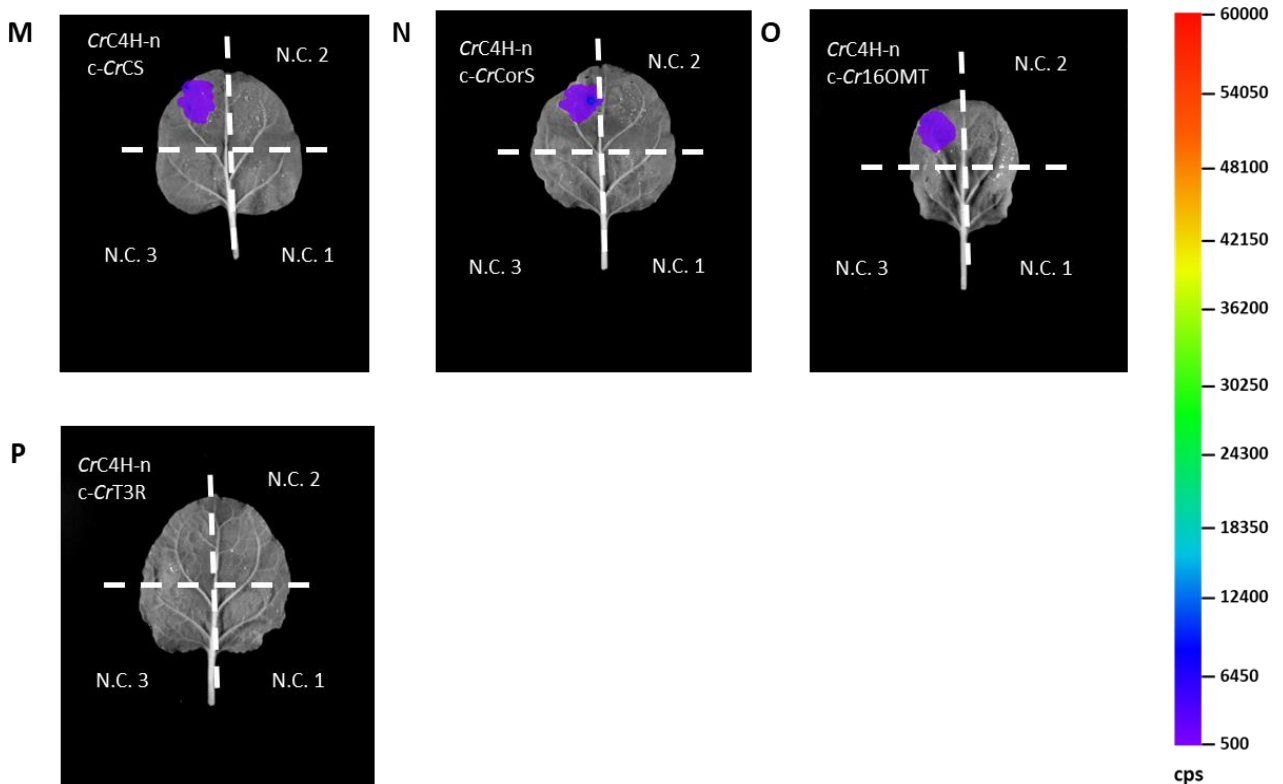 M
CrC4H-n
c-CrCS
N.C. 2
N.C. 3
N.C. 1
N
CrC4H-n
c-CrCorS
N.C. 2
N.C. 3
N.C. 1
O
CrC4H-n
c-Cr16OMT
N.C. 2
N.C. 3
N.C. 1
P
CrC4H-n
c-CrT3R
N.C. 2
N.C. 3
N.C. 1
60000
54050
48100
42150
36200
30250
24300
18350
12400
6450
500
cps